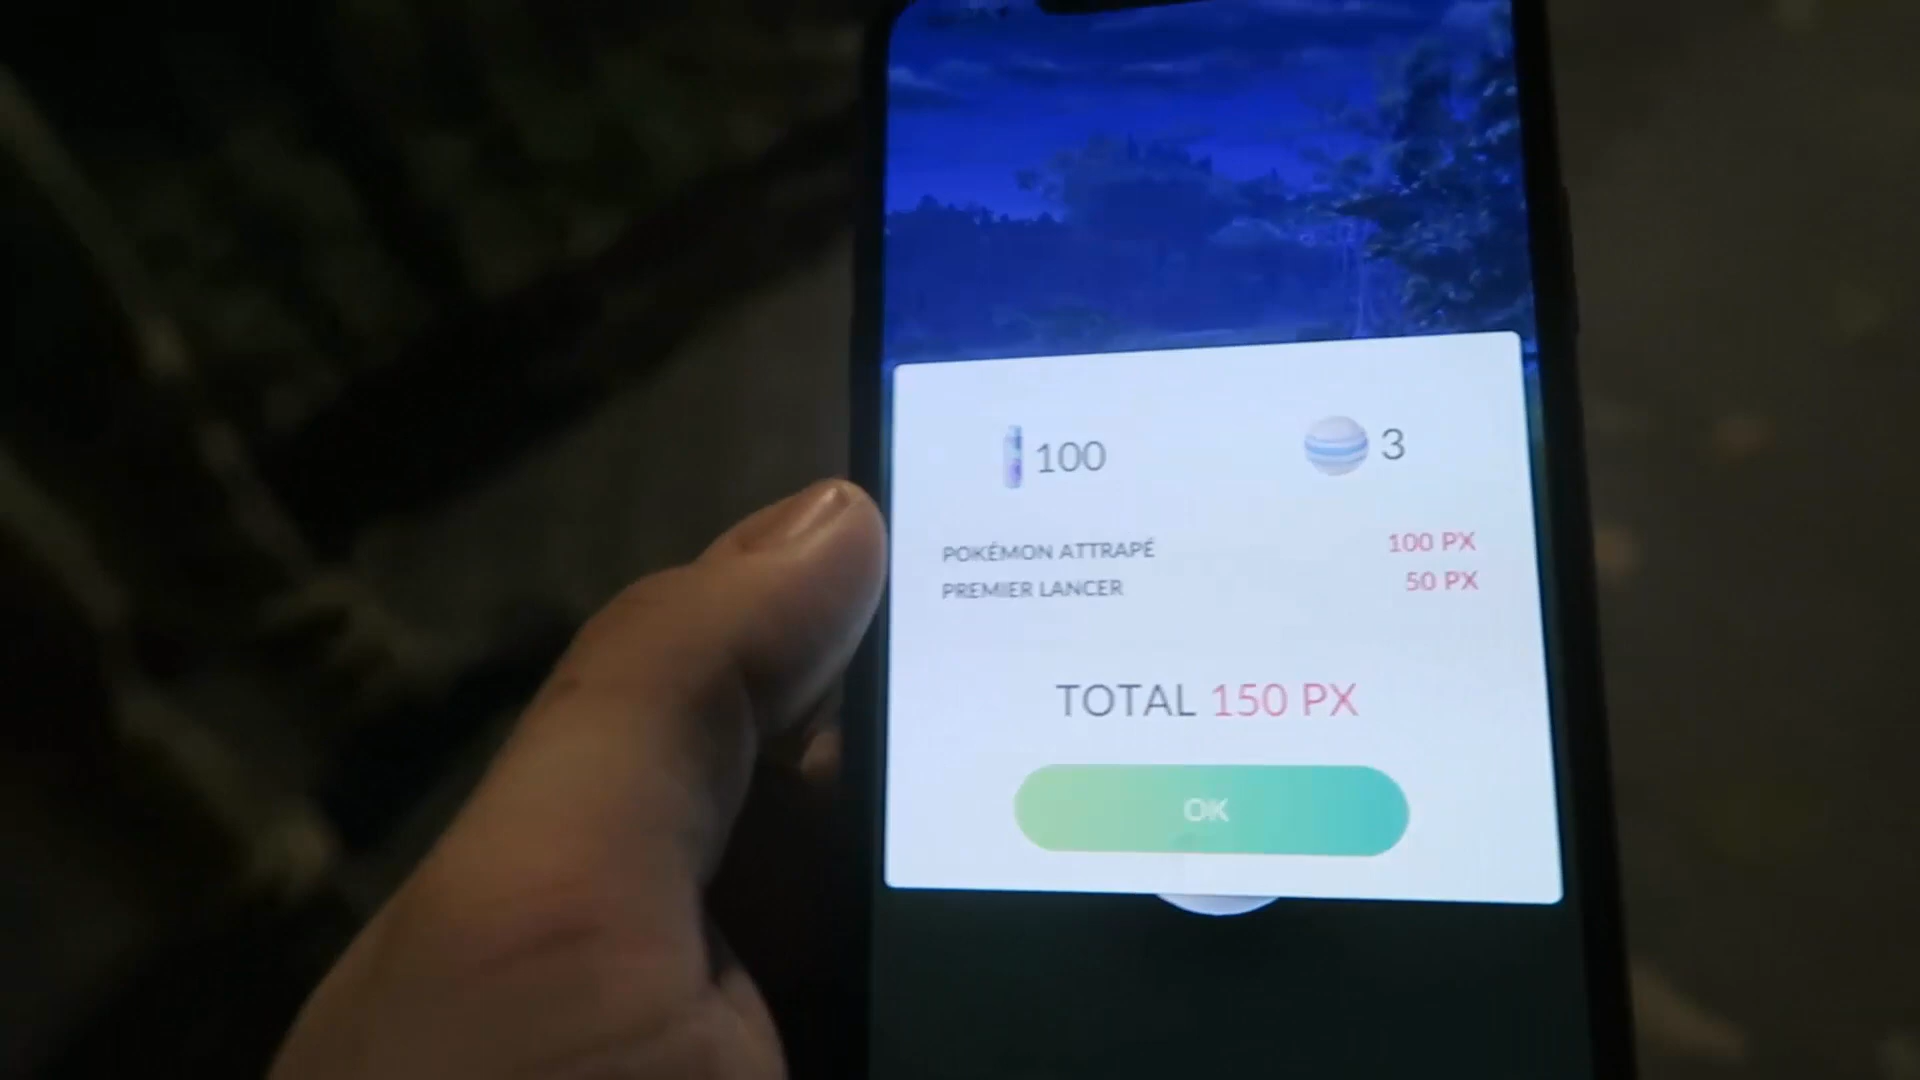 100
3
POKÉMON ATTRAPÉ 100 PX
PREMIER LANCER 50 PX
TOTAL 150 PX
OK